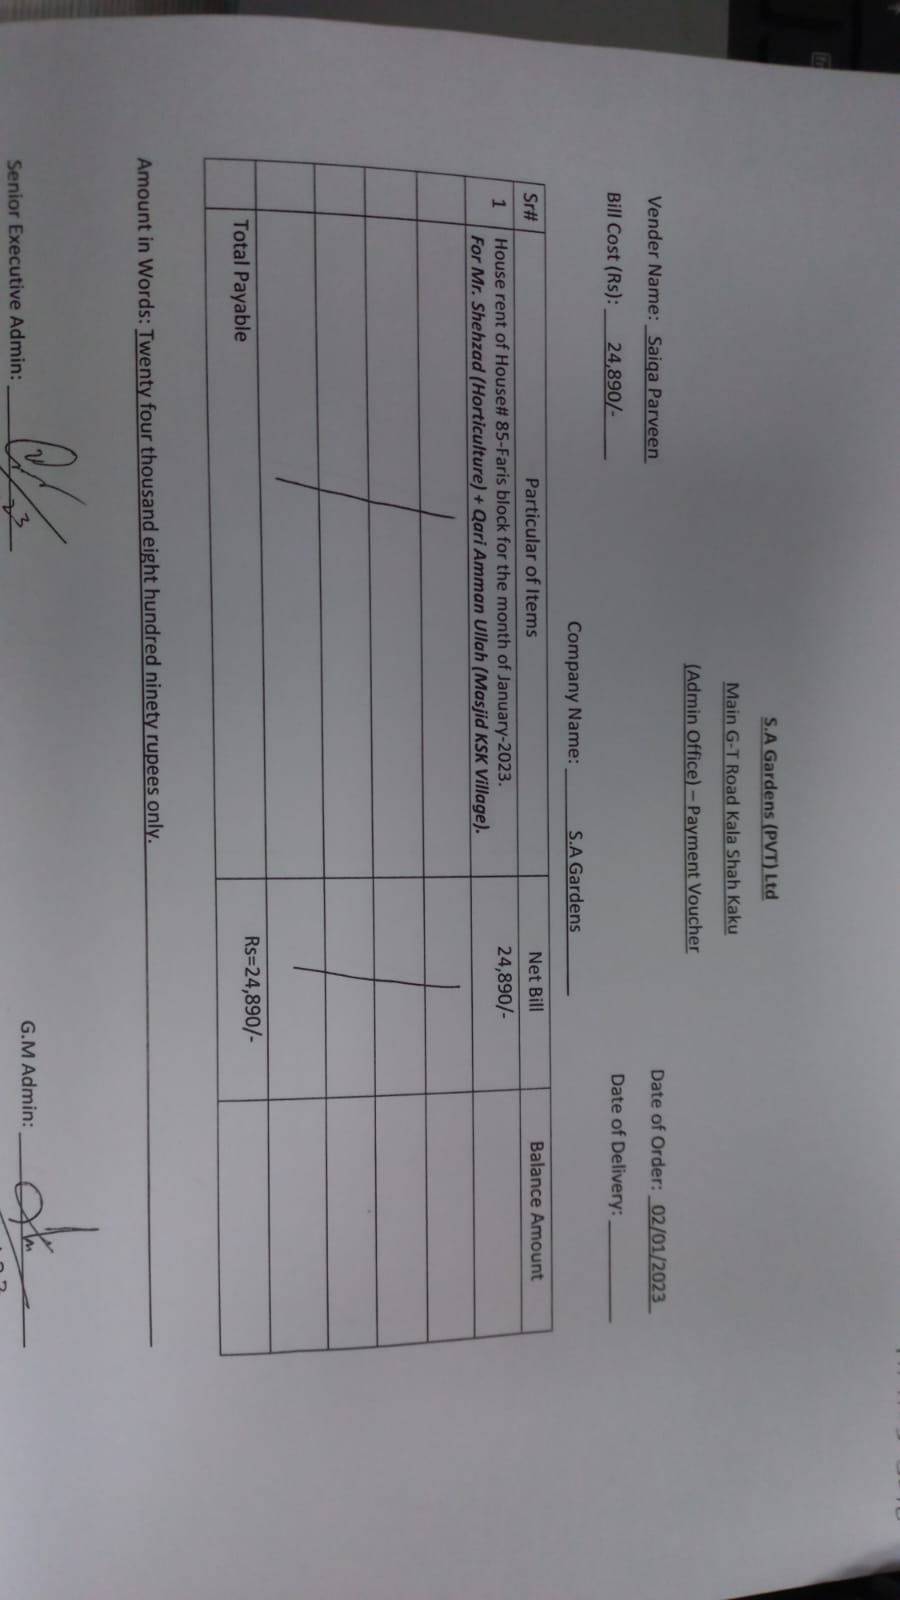 S.A Gardens (PVT) Ltd
Main G-T Road Kala Shah Kaku
(Admin Office) – Payment Voucher
Vender Name: Saiqa Parveen Date of Order: 02/01/2023
Bill Cost (Rs): 24,890/- Date of Delivery:
Company Name: S.A Gardens
Sr# Particular of Items Net Bill Balance Amount
1 House rent of House# 85-Faris block for the month of January-2023. 24,890/-
For Mr. Shehzad (Horticulture) + Qari Amman Ullah (Masjid KSK Village).
Total Payable Rs=24,890/-
Amount in Words: Twenty four thousand eight hundred ninety rupees only.
Senior Executive Admin: G.M Admin: